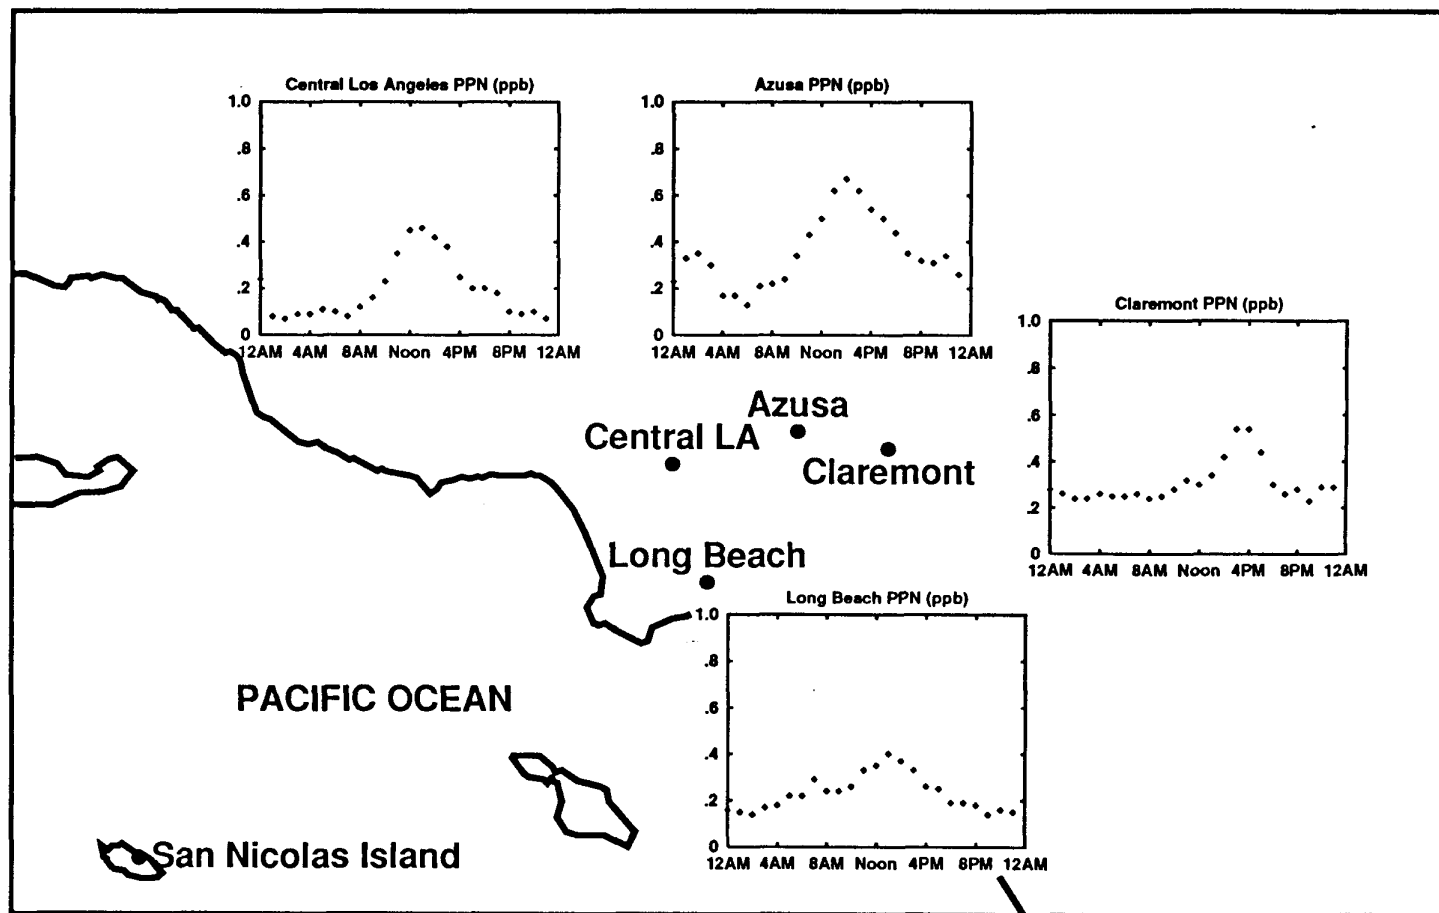 Central Los Angeles PPN (ppb)
1.0
.8
.6
.4
.2
0
12AM 4AM 8AM Noon 4PM 8PM 12AM
Azusa PPN (ppb)
1.0
.8
.6
.4
.2
0
12AM 4AM 8AM Noon 4PM 8PM 12AM
Claremont PPN (ppb)
1.0
.8
.6
.4
.2
0
12AM 4AM 8AM Noon 4PM 8PM 12AM
Azusa
Central LA
Claremont
Long Beach
Long Beach PPN (ppb)
1.0
.8
.6
.4
.2
0
12AM 4AM 8AM Noon 4PM 8PM 12AM
PACIFIC OCEAN
San Nicolas Island